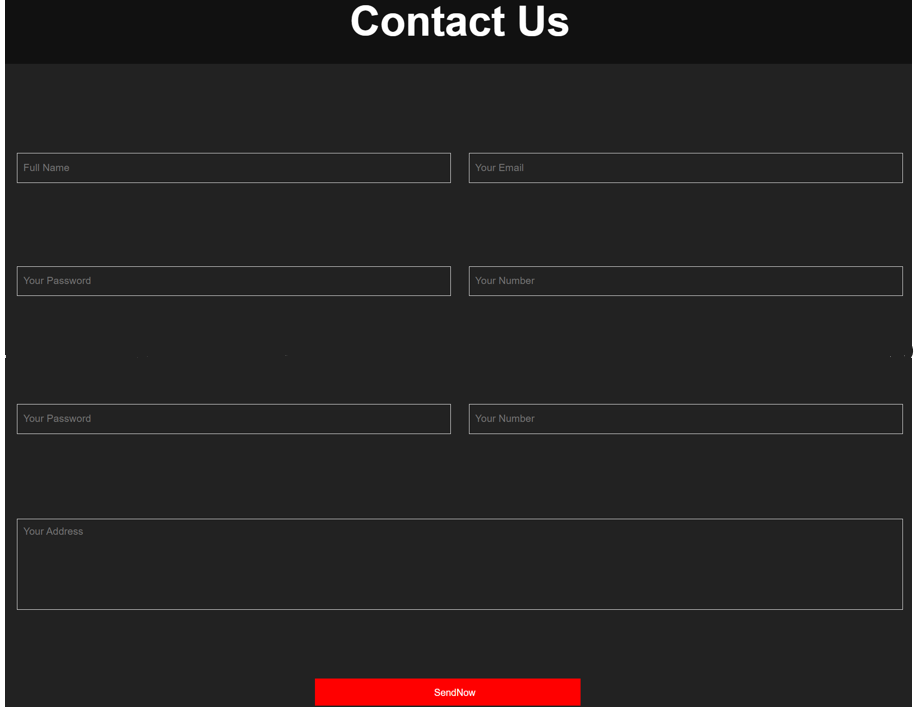 Contact Us
Full Name
Your Email
Your Password
Your Number
Your Password
Your Number
Your Address
SendNow